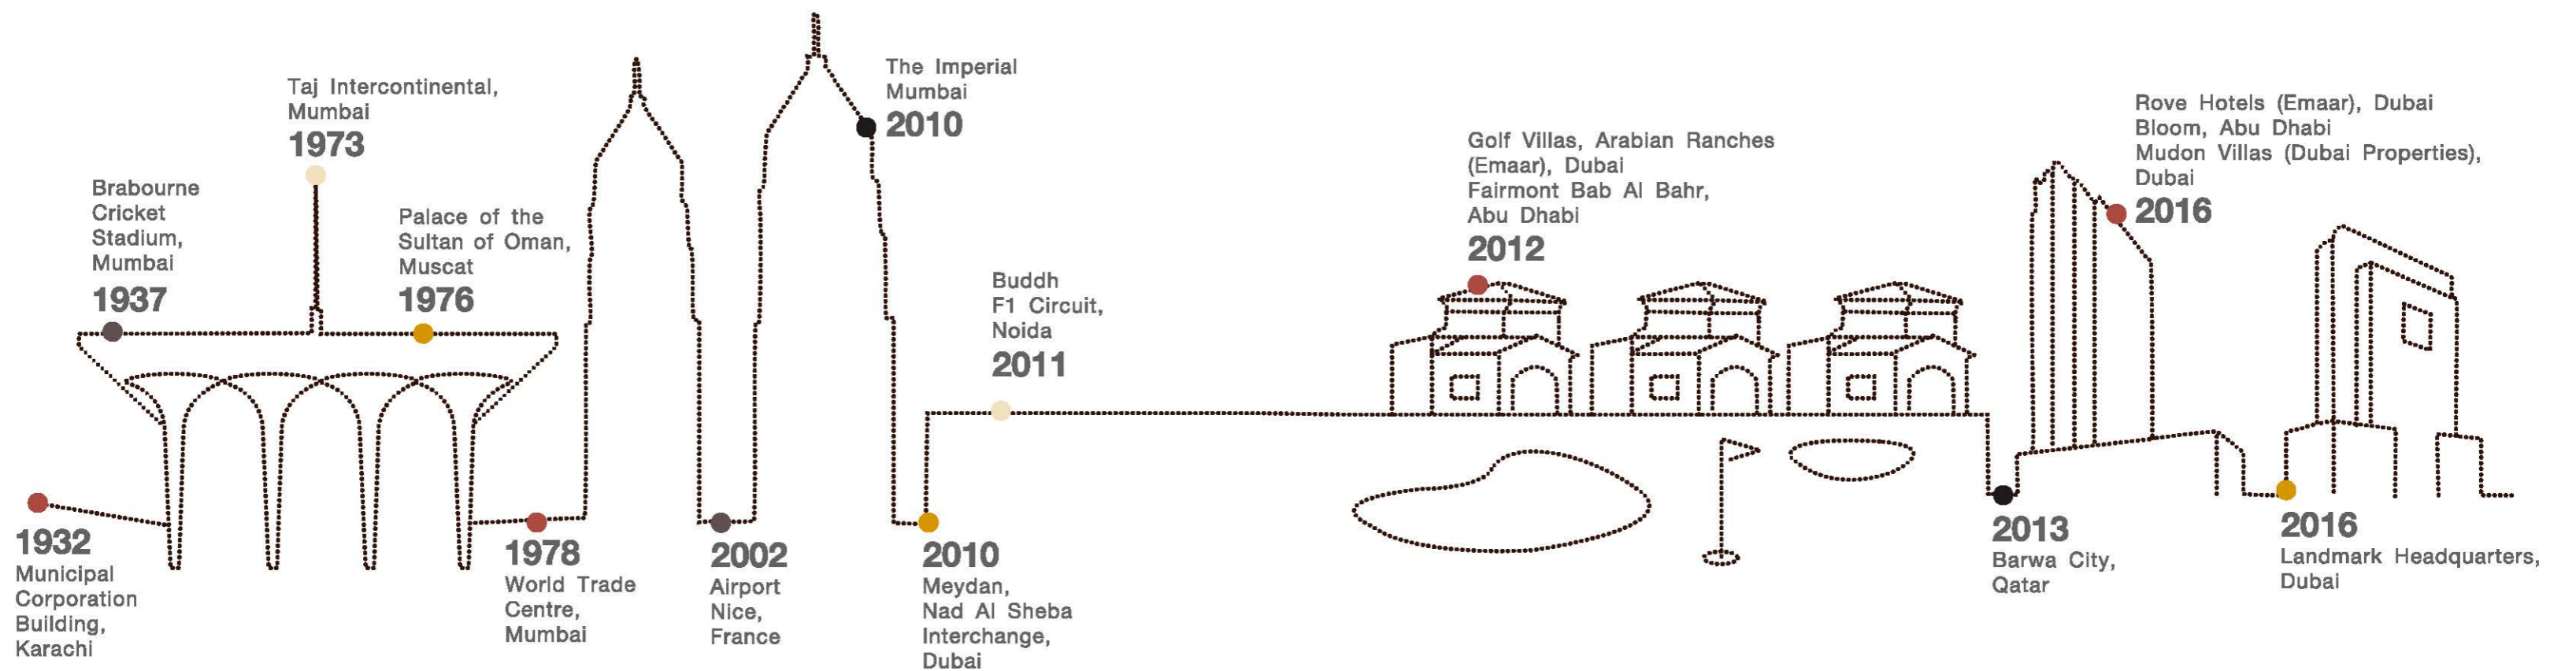 1932
Municipal
Corporation
Building,
Karachi
Brabourne
Cricket
Stadium,
Mumbai
1937
Taj Intercontinental,
Mumbai
1973
Palace of the
Sultan of Oman,
Muscat
1976
1978
World Trade
Centre,
Mumbai
2002
Airport
Nice,
France
The Imperial
Mumbai
2010
2010
Meydan,
Nad Al Sheba
Interchange,
Dubai
Buddh
F1 Circuit,
Noida
2011
Golf Villas, Arabian Ranches
(Emaar), Dubai
Fairmont Bab Al Bahr,
Abu Dhabi
2012
2013
Barwa City,
Qatar
Rove Hotels (Emaar), Dubai
Bloom, Abu Dhabi
Mudon Villas (Dubai Properties),
Dubai
2016
2016
Landmark Headquarters,
Dubai